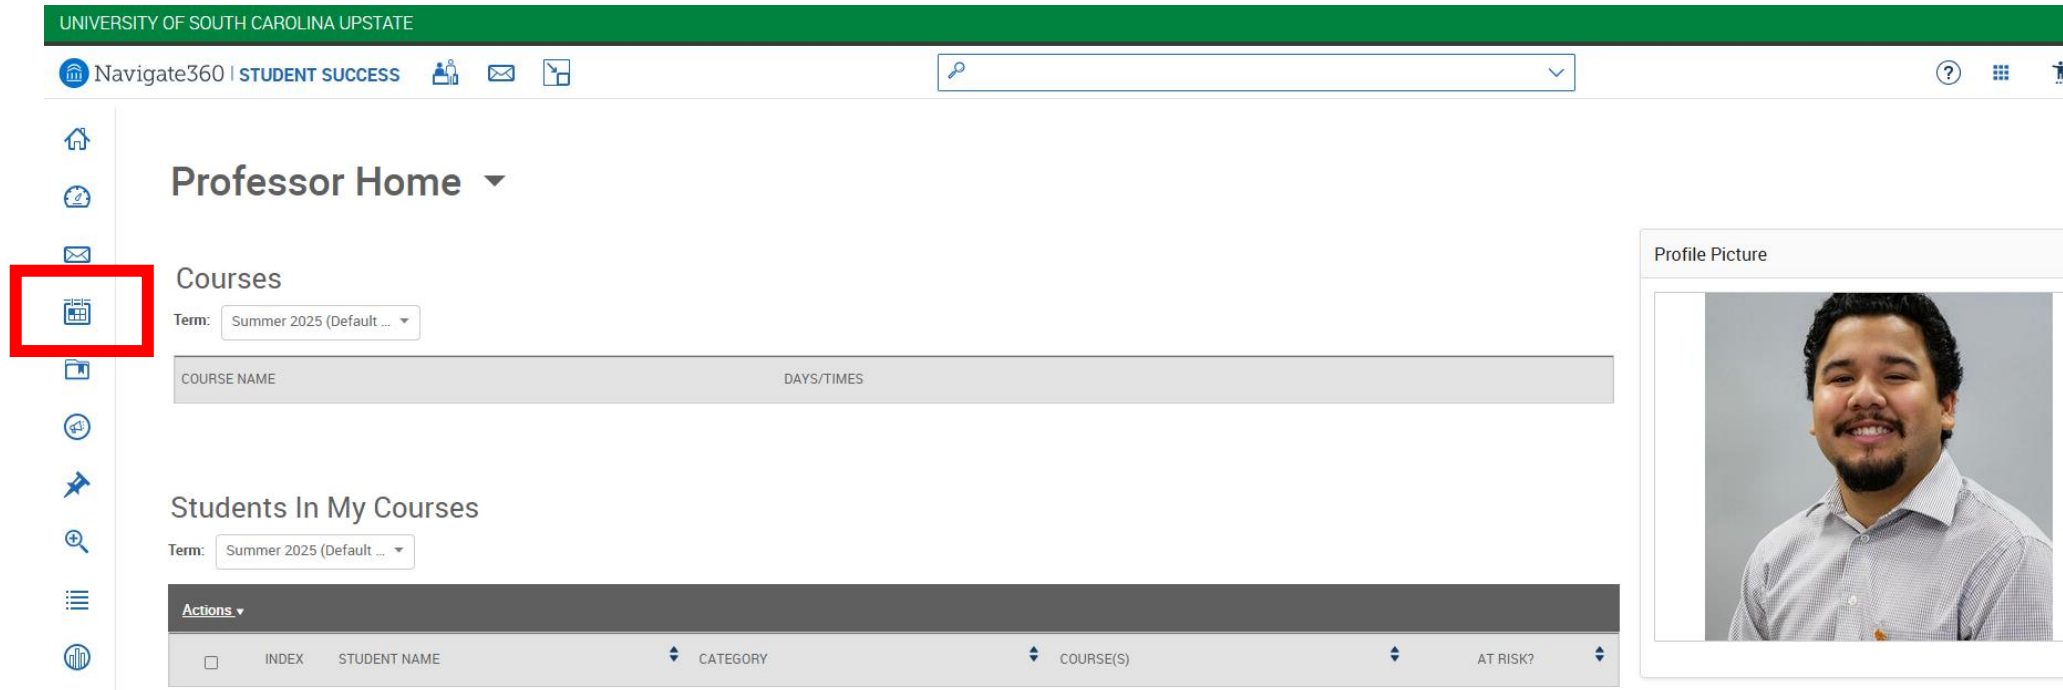 UNIVERSITY OF SOUTH CAROLINA UPSTATE
Navigate360 | STUDENT SUCCESS
?
Professor Home
Profile Picture
Courses
Term: Summer 2025 (Default ...
COURSE NAME DAYS/TIMES
Students In My Courses
Term: Summer 2025 (Default ...
Actions
INDEX STUDENT NAME CATEGORY COURSE(S) AT RISK?